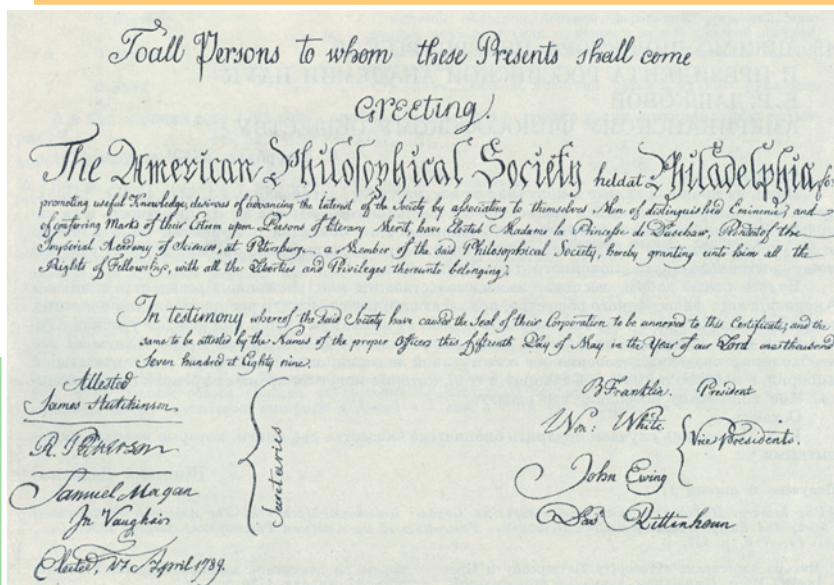 Toall Persons to whom these Presents shall come
Greeting.
The American Philosophical Society held at Philadelphia for
promoting useful Knowledge, desirous of advancing the Interest of the Society by associating to themselves Men of distinguished Eminence, and
of conferring Marks of their Esteem upon Persons of literary Merit, have Elected Madame la Princesse de Daschaw, President of the
Imperial Academy of Sciences, at Petersburg a Member of the said Philosophical Society, hereby granting unto him all the
Rights of Fellowship, with all the Liberties and Privileges thereunto belonging,
In testimony whereof the said Society have caused the Seal of their Corporation to be annexed to this Certificate, and the
same to be attested by the Names of the proper Officers this fifteenth Day of May in the Year of our Lord one thousand
Seven hundred et Eighty nine.
Attested
James Hutchinson
R. Patterson
Samuel Magaw
Jn. Vaughan
Secretaries
B Franklin. President
Wm: White
John Ewing
Dav. Rittenhouse
Vice Presidents.
Elected, 17 April 1789.